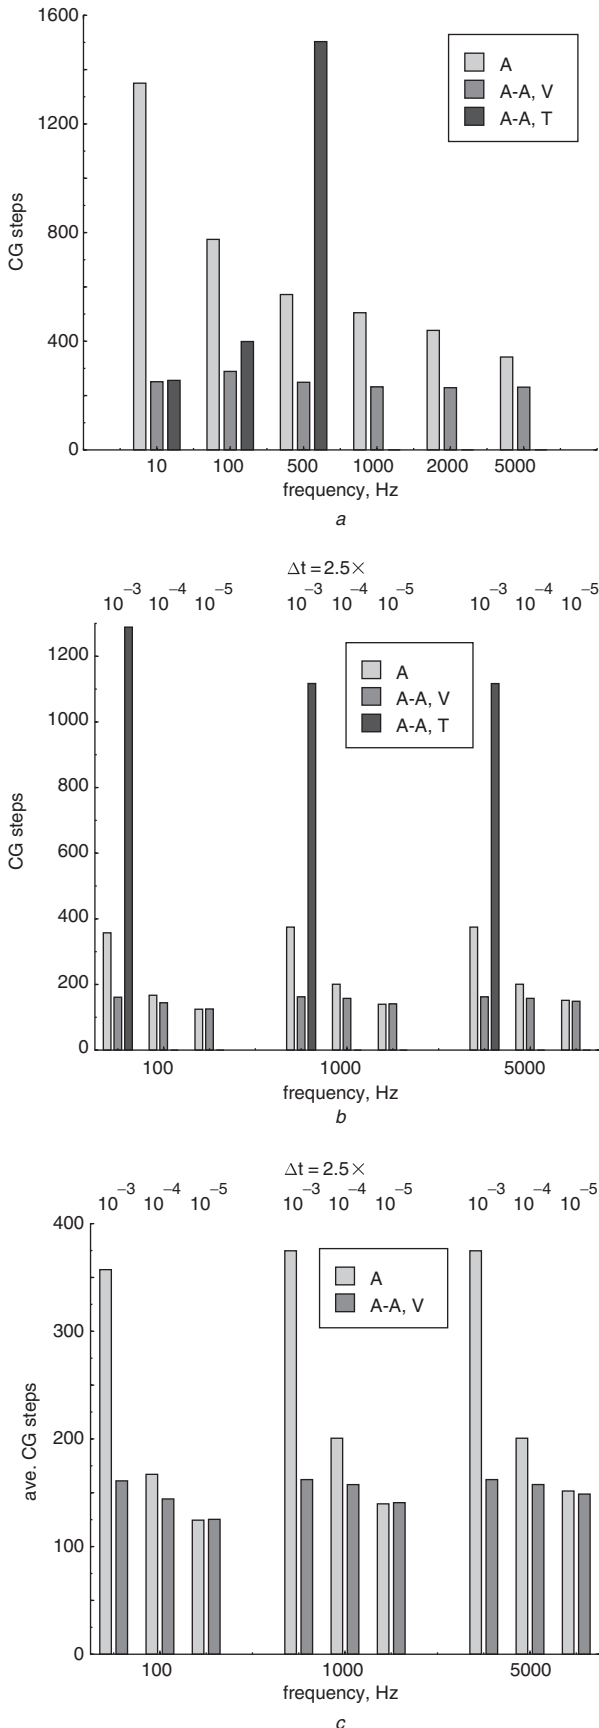 1600
1200
800
400
0
CG steps
A
A-A, V
A-A, T
10 100 500 1000 2000 5000
frequency, Hz
a
Δt = 2.5×
10⁻³ 10⁻⁴ 10⁻⁵ 10⁻³ 10⁻⁴ 10⁻⁵ 10⁻³ 10⁻⁴ 10⁻⁵
1200
1000
800
600
400
200
0
CG steps
A
A-A, V
A-A, T
100 1000 5000
frequency, Hz
b
Δt = 2.5×
10⁻³ 10⁻⁴ 10⁻⁵ 10⁻³ 10⁻⁴ 10⁻⁵ 10⁻³ 10⁻⁴ 10⁻⁵
400
300
200
100
0
ave. CG steps
A
A-A, V
100 1000 5000
frequency, Hz
c